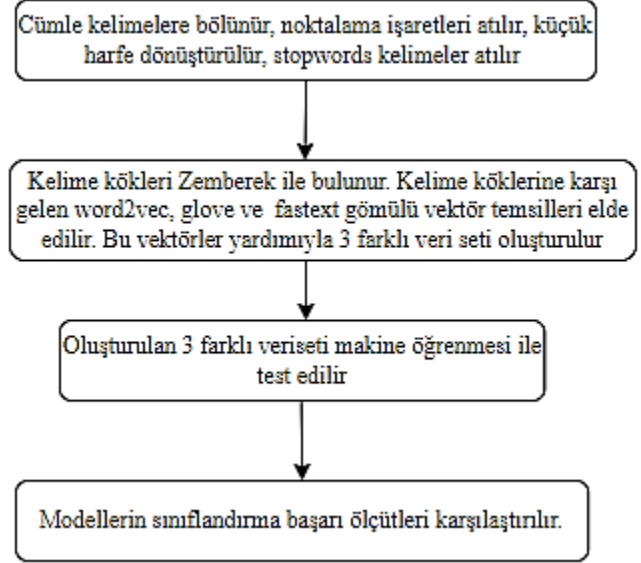 Cümle kelimelere bölünür, noktalama işaretleri atılır, küçük
harfe dönüştürülür, stopwords kelimeler atılır
Kelime kökleri Zemberek ile bulunur. Kelime köklerine karşı
gelen word2vec, glove ve fastext gömülü vektör temsilleri elde
edilir. Bu vektörler yardımıyla 3 farklı veri seti oluşturulur
Oluşturulan 3 farklı veriseti makine öğrenmesi ile
test edilir
Modellerin sınıflandırma başarı ölçütleri karşılaştırılır.